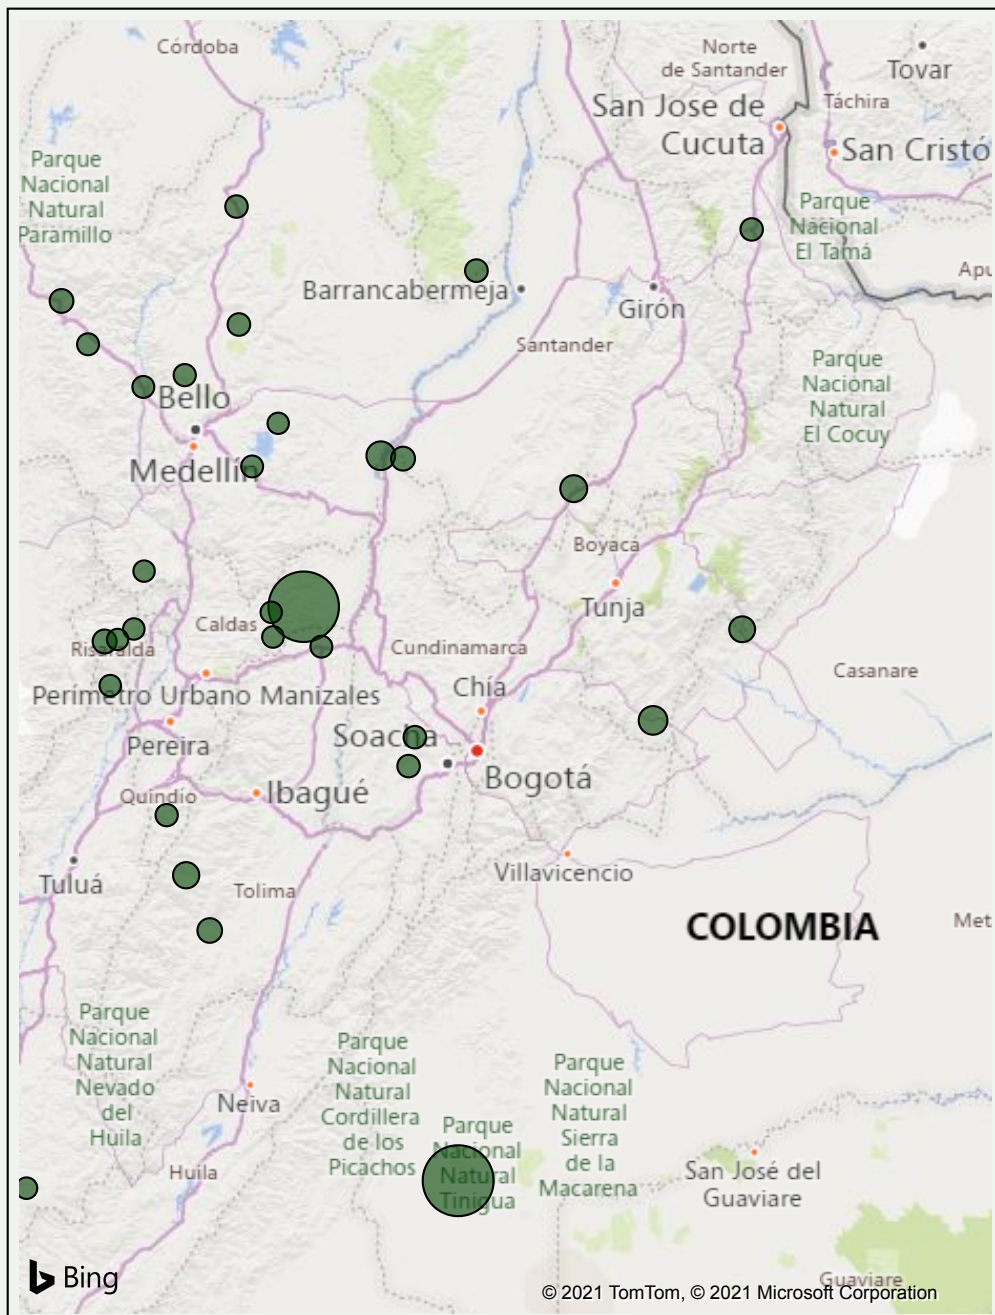 Córdoba
Norte
de Santander
Tovar
San Jose de
Cucuta
Táchira
San Cristó
Parque
Nacional
Natural
Paramillo
Parque
Nacional
El Tamá
Apu
Barrancabermeja
Girón
Santander
Parque
Nacional
Natural
El Cocuy
Bello
Medellín
Boyaca
Tunja
Caldas
Risaralda
Cundinamarca
Casanare
Perímetro Urbano Manizales
Chía
Pereira
Soacha
Bogotá
Quindio
Ibagué
Villavicencio
Tuluá
Tolima
COLOMBIA
Met
Parque
Nacional
Natural
Nevado
del
Huila
Neiva
Parque
Nacional
Natural
Cordillera
de los
Picachos
Parque
Nacional
Natural
Tinigua
Parque
Nacional
Natural
Sierra
de la
Macarena
San José del
Guaviare
Huila
Guaviare
Bing
© 2021 TomTom, © 2021 Microsoft Corporation